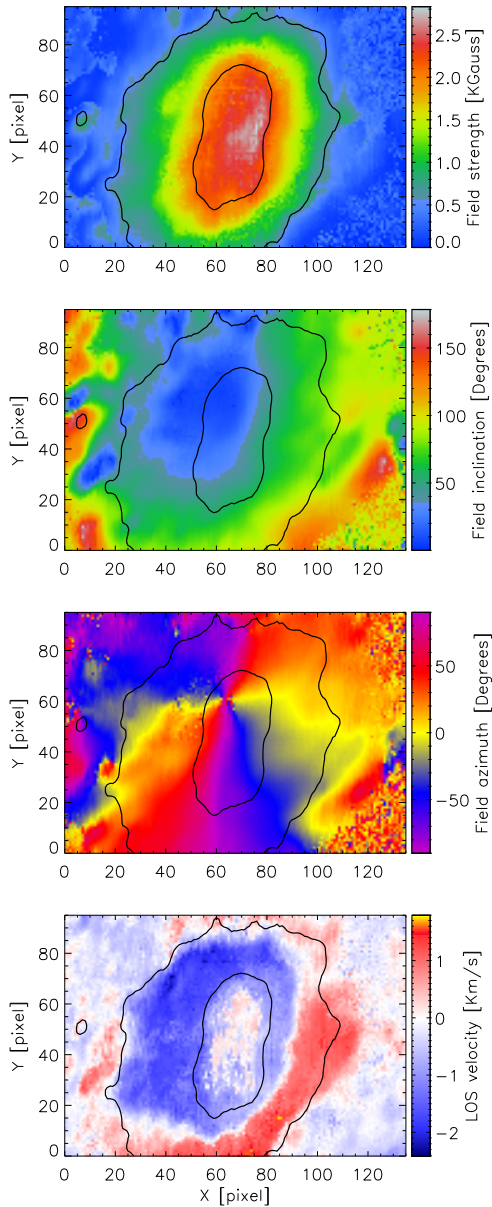 80
60
40
20
0
Y [pixel]
0 20 40 60 80 100 120
2.5
2.0
1.5
1.0
0.5
0.0
Field strength [KGauss]
80
60
40
20
0
Y [pixel]
0 20 40 60 80 100 120
150
100
50
Field inclination [Degrees]
80
60
40
20
0
Y [pixel]
0 20 40 60 80 100 120
50
0
−50
Field azimuth [Degrees]
80
60
40
20
0
Y [pixel]
0 20 40 60 80 100 120
X [pixel]
1
0
−1
−2
LOS velocity [Km/s]